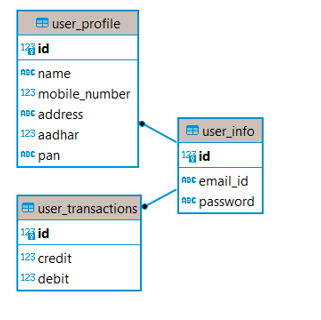 user_profile
123 id
ABC name
123 mobile_number
ABC address
123 aadhar
ABC pan
user_info
123 id
ABC email_id
ABC password
user_transactions
123 id
123 credit
123 debit